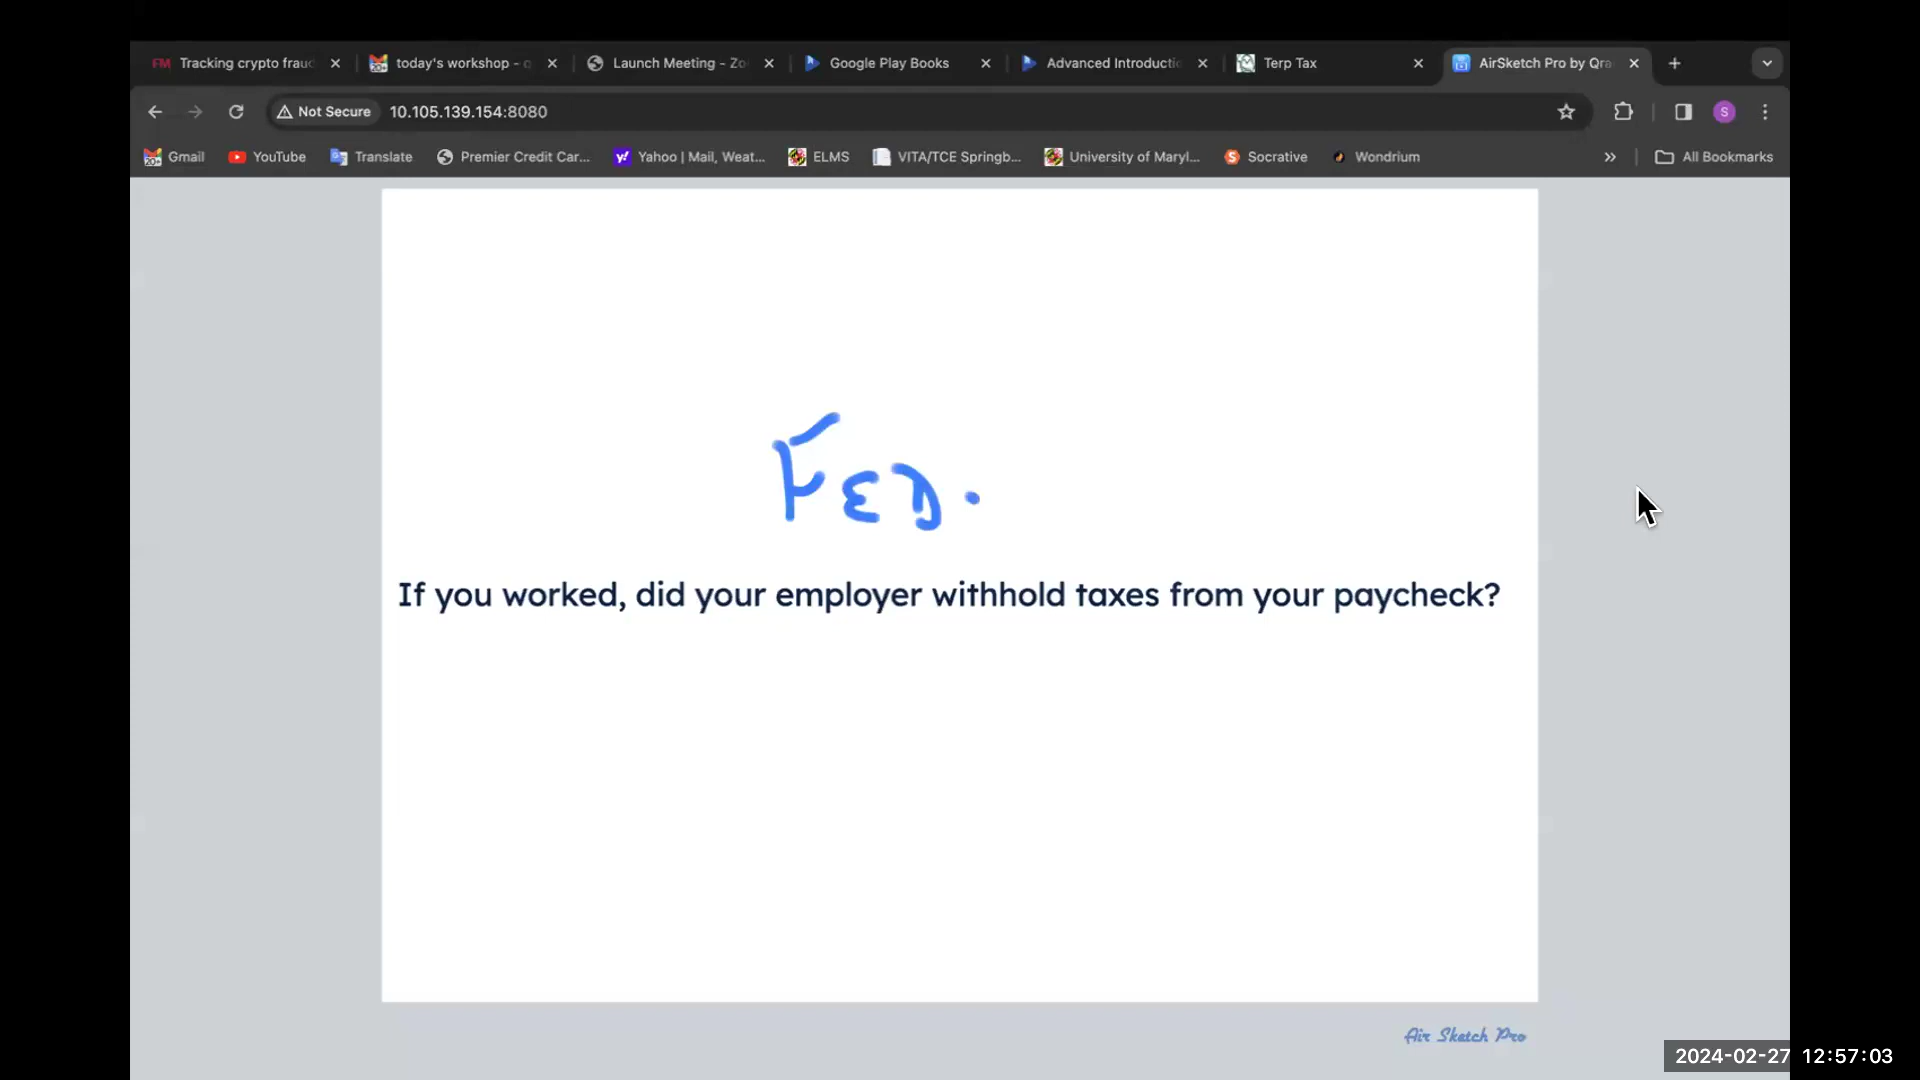 FM Tracking crypto frau
today's workshop -
Launch Meeting - Zo
Google Play Books
Advanced Introducti
Terp Tax
AirSketch Pro by Qra
Not Secure 10.105.139.154:8080
S
Gmail YouTube Translate Premier Credit Car... Yahoo | Mail, Weat... ELMS VITA/TCE Springb... University of Maryl... Socrative Wondrium » All Bookmarks
FED.
If you worked, did your employer withhold taxes from your paycheck?
Air Sketch Pro
2024-02-27 12:57:03